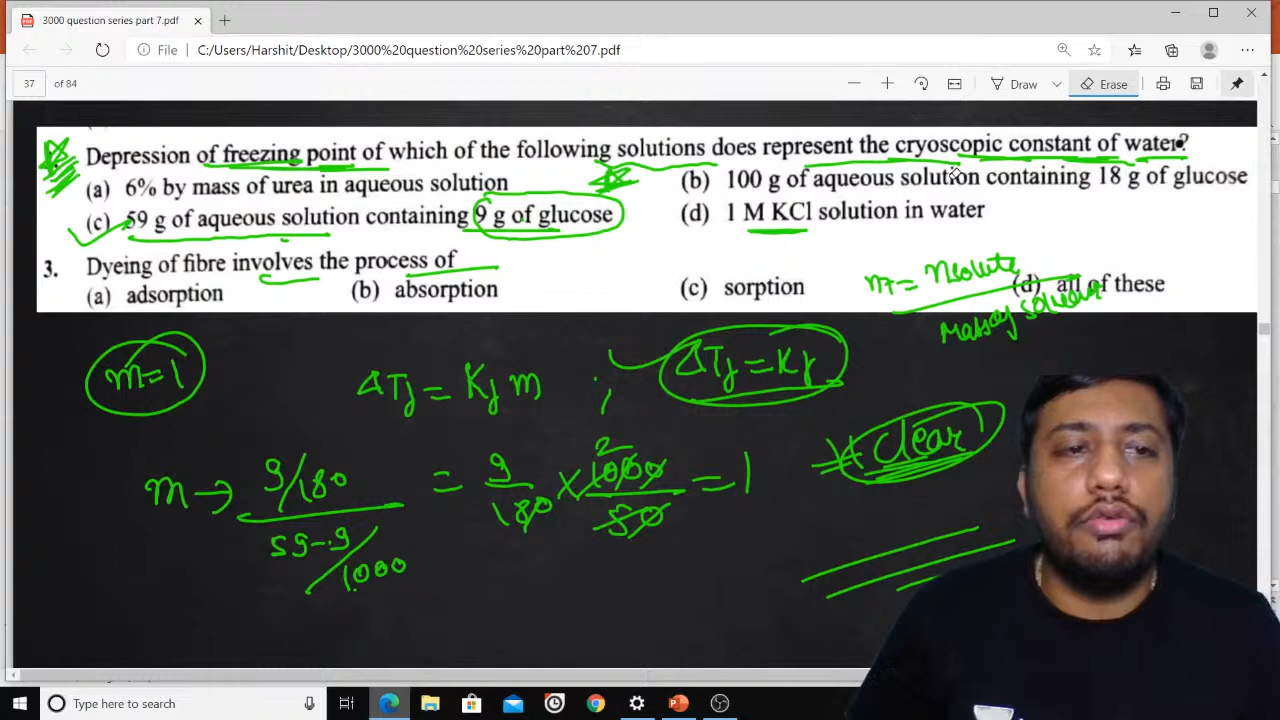 3000 question series part 7.pdf
File | C:/Users/Harshit/Desktop/3000%20question%20series%20part%207.pdf
37 of 84
Draw
Erase
Depression of freezing point of which of the following solutions does represent the cryoscopic constant of water?
(a) 6% by mass of urea in aqueous solution
(b) 100 g of aqueous solution containing 18 g of glucose
(c) 59 g of aqueous solution containing 9 g of glucose
(d) 1 M KCl solution in water
3. Dyeing of fibre involves the process of
(a) adsorption
(b) absorption
(c) sorption
(d) all of these
m = nsolute
Mass of solvent
m=1
ΔTf = Kf m ; ΔTf = Kf
clear
m → 9/180 = 9 × 1000 2 = 1
59-9 180 50
1000
Type here to search